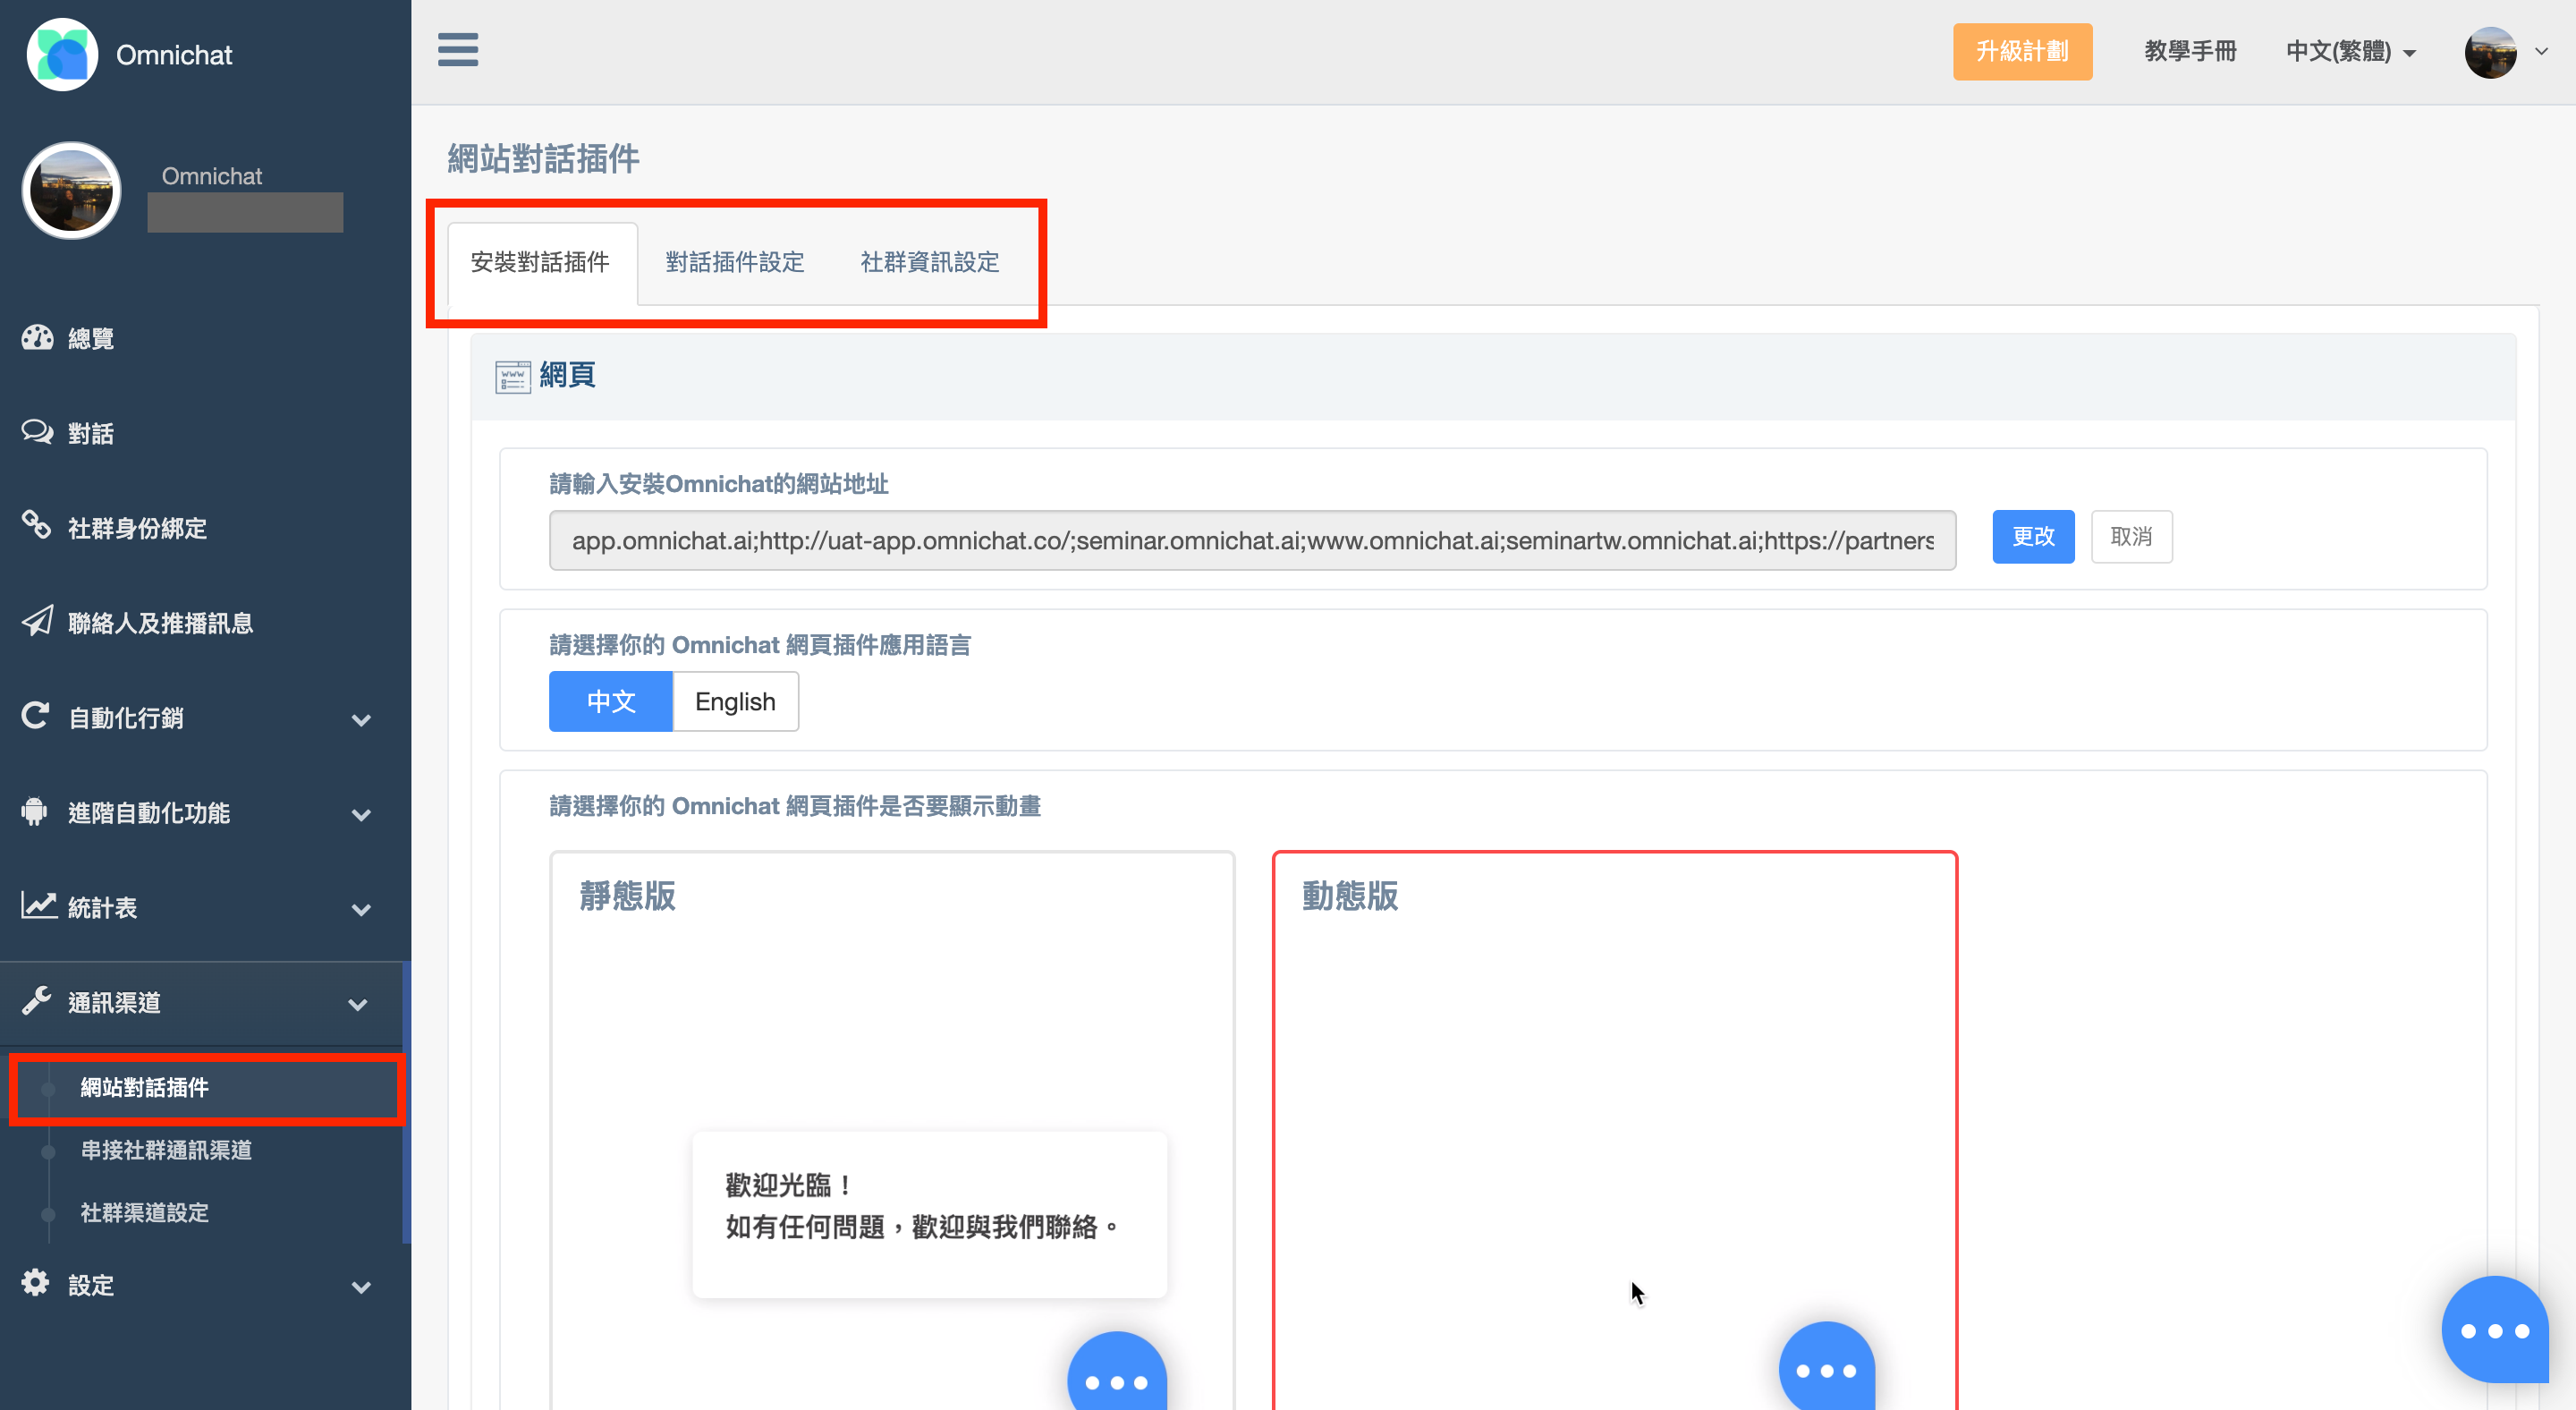 Omnichat
升級計劃
教學手冊
中文(繁體)
Omnichat
總覽
對話
社群身份綁定
聯絡人及推播訊息
自動化行銷
進階自動化功能
統計表
通訊渠道
網站對話插件
串接社群通訊渠道
社群渠道設定
設定
網站對話插件
安裝對話插件
對話插件設定
社群資訊設定
網頁
請輸入安裝Omnichat的網站地址
app.omnichat.ai;http://uat-app.omnichat.co/;seminar.omnichat.ai;www.omnichat.ai;seminartw.omnichat.ai;https://partners
更改
取消
請選擇你的 Omnichat 網頁插件應用語言
中文
English
請選擇你的 Omnichat 網頁插件是否要顯示動畫
靜態版
歡迎光臨！
如有任何問題，歡迎與我們聯絡。
動態版